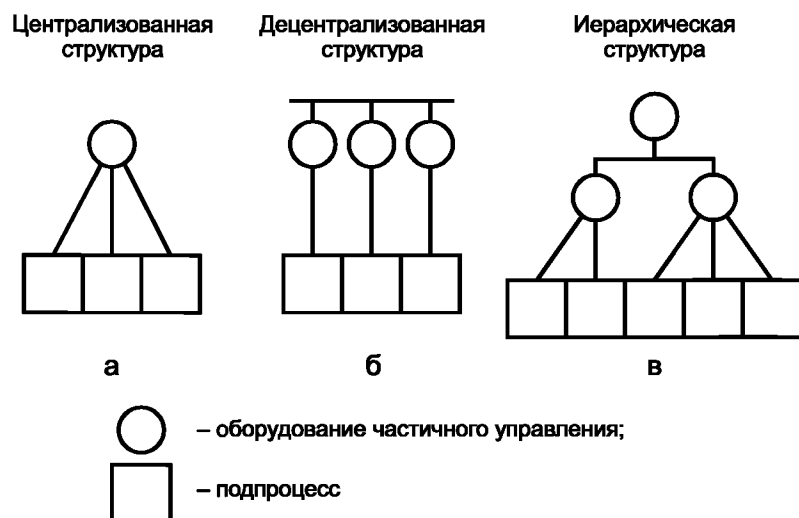 Централизованная
структура
Децентрализованная
структура
Иерархическая
структура
а
б
в
– оборудование частичного управления;
– подпроцесс